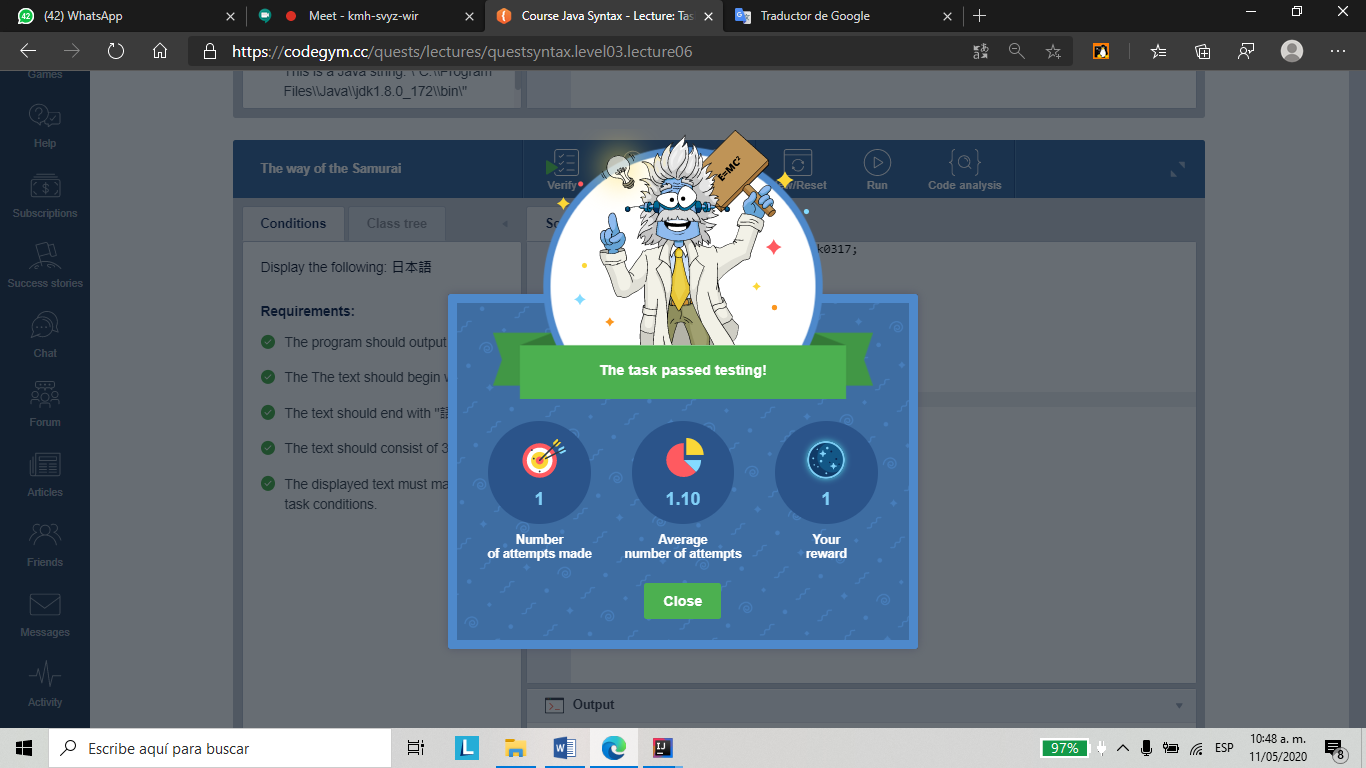 (42) WhatsApp
Meet - kmh-svyz-wir
Course Java Syntax - Lecture: Tas
Traductor de Google
https://codegym.cc/quests/lectures/questsyntax.level03.lecture06
Games
Help
Subscriptions
Success stories
Chat
Forum
Articles
Friends
Messages
Activity
This is a Java string: \"C:\\Program
Files\\Java\\jdk1.8.0_172\\bin\"
The way of the Samurai
Verify
/Reset
Run
Code analysis
Conditions
Class tree
k0317;
Display the following: 日本語
Requirements:
The program should output
The The text should begin
The text should end with "語
The text should consist of 3
The displayed text must ma
task conditions.
E=MC²
The task passed testing!
1
Number
of attempts made
1.10
Average
number of attempts
1
Your
reward
Close
Output
Escribe aquí para buscar
97%
ESP
10:48 a. m.
11/05/2020
8